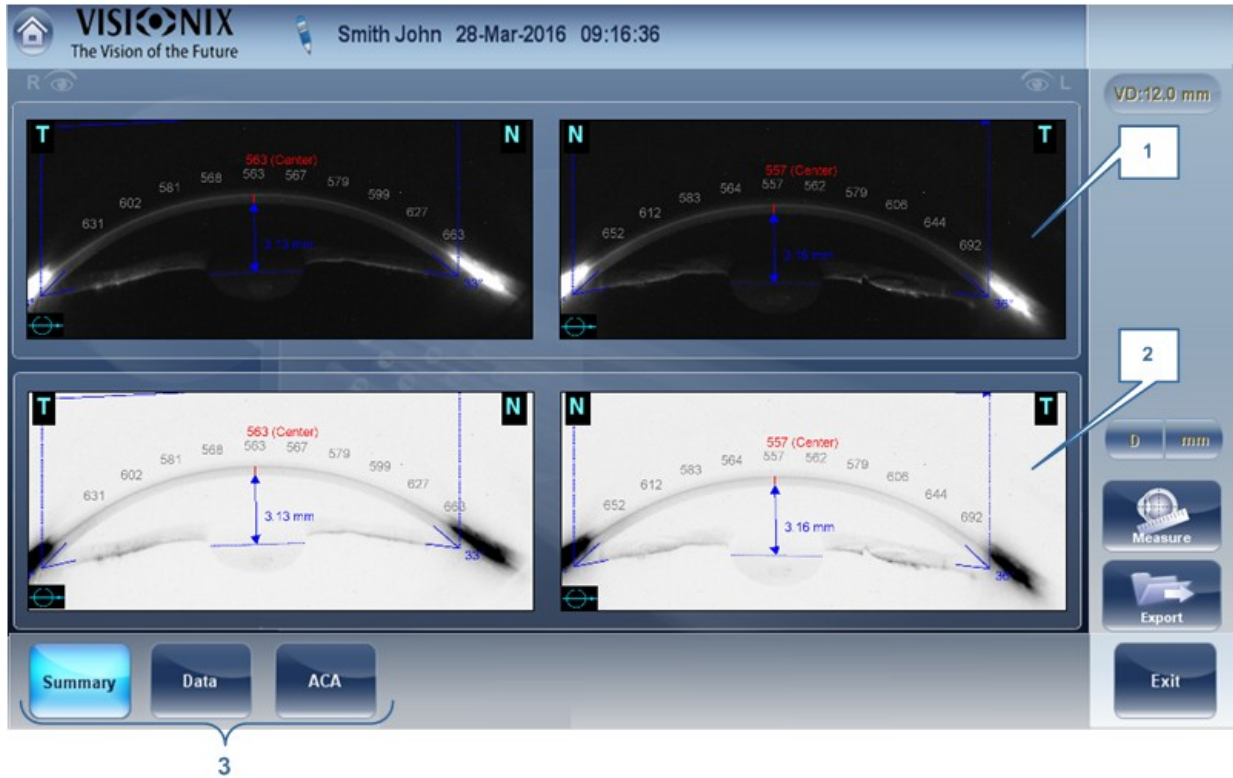 VISIONIX
The Vision of the Future
Smith John 28-Mar-2016 09:16:36
R
L
VD:12.0 mm
T
N
563 (Center)
631 602 581 568 563 567 579 599 627 663
3.13 mm
33°
N
T
557 (Center)
652 612 583 564 557 562 579 606 644 692
3.16 mm
36°
1
T
N
563 (Center)
631 602 581 568 563 567 579 599 627 663
3.13 mm
33
N
T
557 (Center)
652 612 583 564 557 562 579 606 644 692
3.16 mm
36
2
D mm
Measure
Export
Summary Data ACA
Exit
3